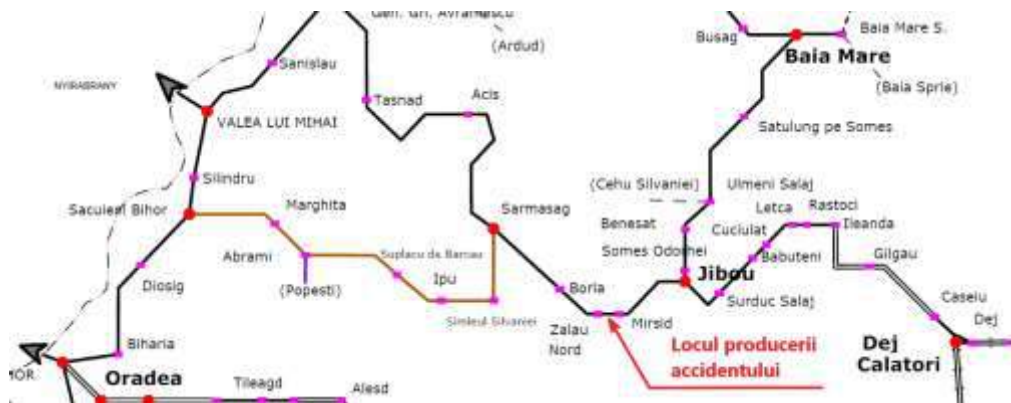 Gen. Gr. Avramescu
(Ardud)
Busag
Baia Mare S.
Baia Mare
(Baia Sprie)
Sanislau
NYIRABRANY
Tasnad
Acis
VALEA LUI MIHAI
Satulung pe Somes
Silindru
(Cehu Silvaniei)
Ulmeni Salaj
Sacuieni Bihor
Marghita
Sarmasag
Letca
Rastoci
Benesat
Cuciulat
Ileanda
Abrami
Suplacu de Barcau
Somes Odorhei
Babuteni
Gilgau
Diosig
(Popesti)
Ipu
Jibou
Borla
Surduc Salaj
Caseiu
Simleul Silvaniei
Zalau
Nord
Mirsid
Dej
Biharia
Locul producerii
accidentului
Dej
Calatori
Oradea
Tileagd
Alesd